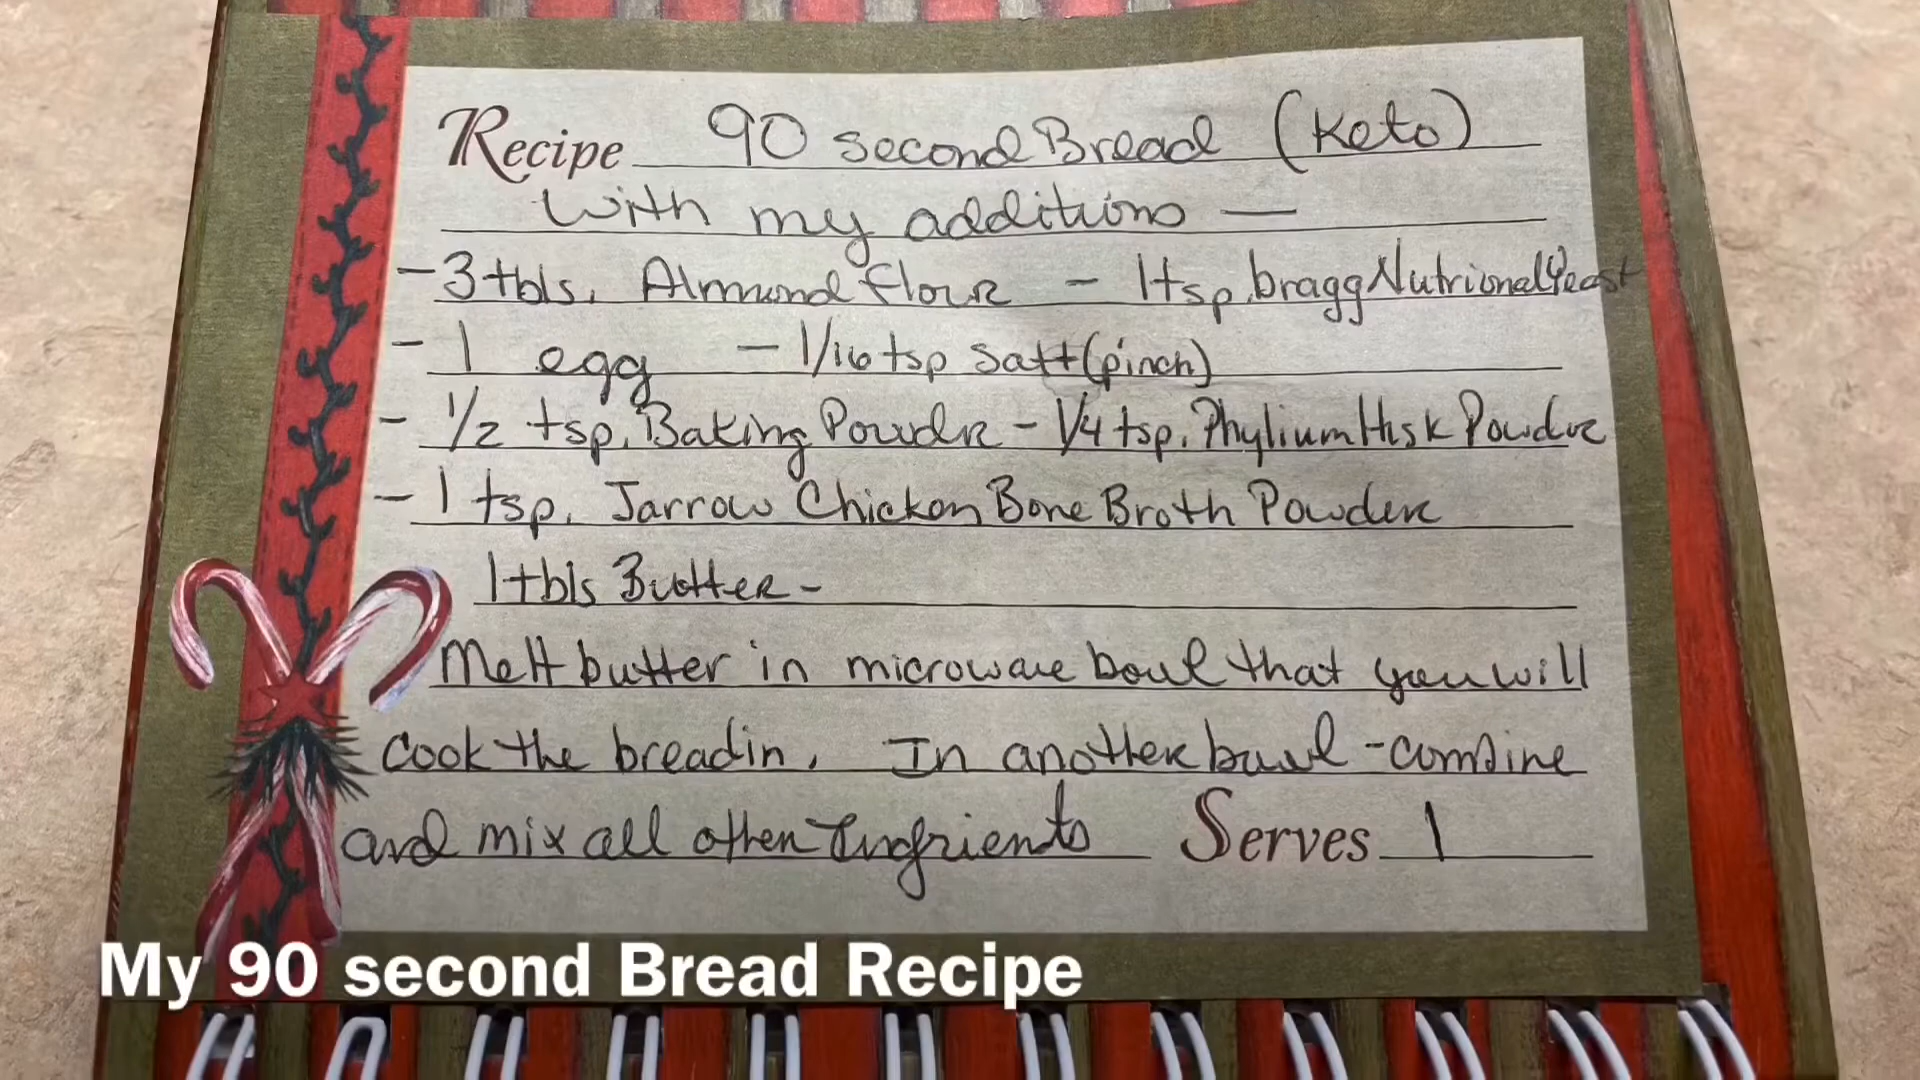 Recipe 90 second Bread (Keto)
With my additions —
- 3 tbls. Almond flour - 1 tsp. bragg Nutrional Yeast
- 1 egg - 1/16 tsp Salt (pinch)
- 1/2 tsp. Baking Powder - 1/4 tsp. Phylium Hsk Powder
- 1 tsp. Jarrow Chicken Bone Broth Powder
1 tbls Butter -
Melt butter in microwave bowl that you will
cook the bread in. In another bowl - combine
and mix all other Ingrients Serves 1
My 90 second Bread Recipe